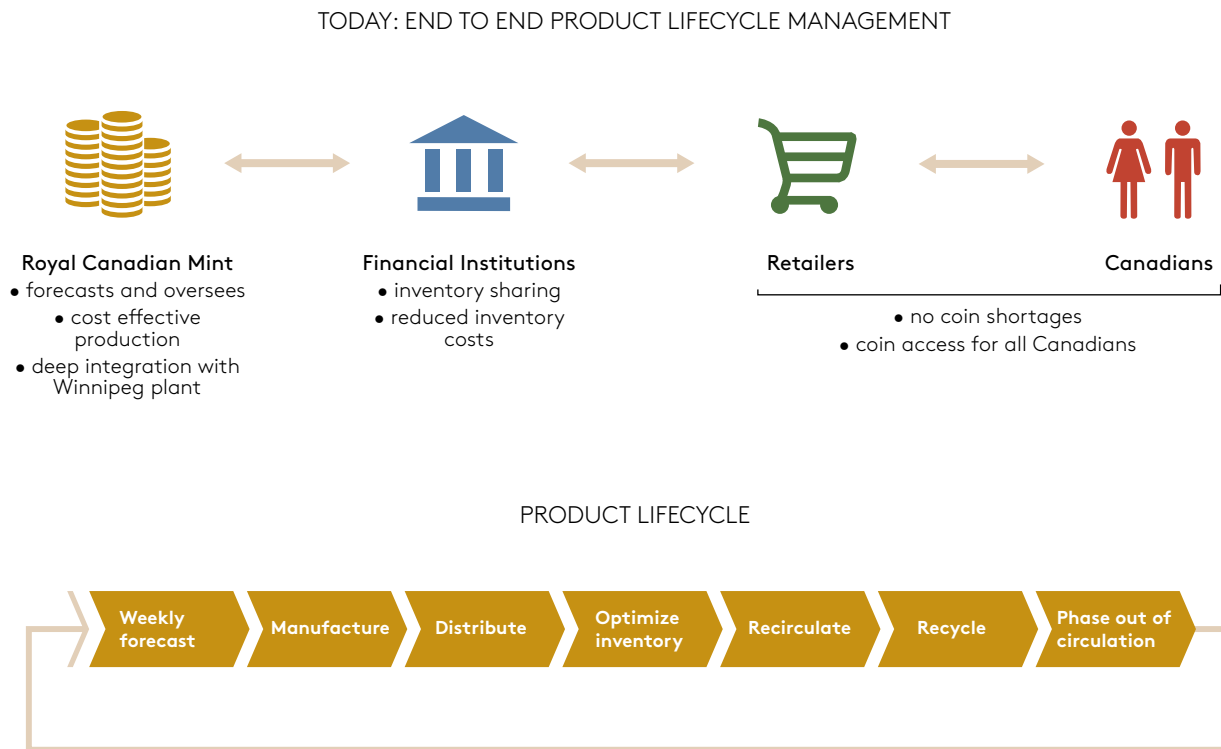 TODAY: END TO END PRODUCT LIFECYCLE MANAGEMENT
Royal Canadian Mint
• forecasts and oversees
• cost effective
production
• deep integration with
Winnipeg plant
Financial Institutions
• inventory sharing
• reduced inventory
costs
Retailers
Canadians
• no coin shortages
• coin access for all Canadians
PRODUCT LIFECYCLE
Weekly
forecast
Manufacture
Distribute
Optimize
inventory
Recirculate
Recycle
Phase out of
circulation